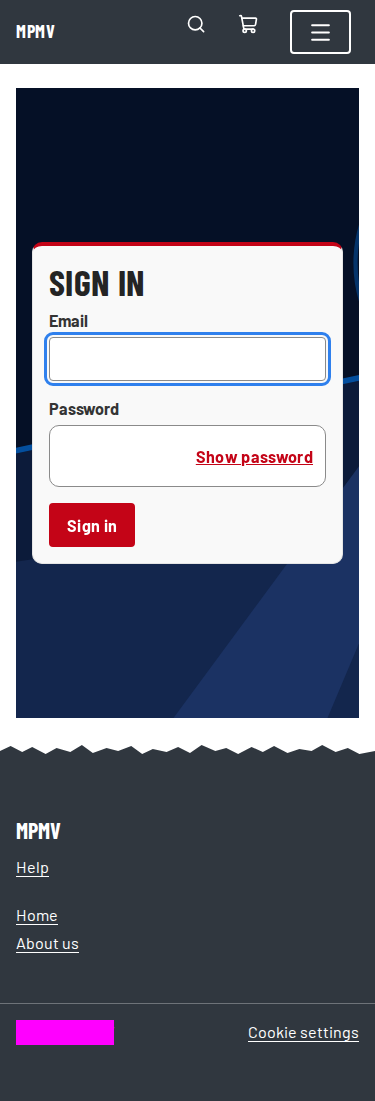 MPMV
SIGN IN
Email
Password
Show password
Sign in
MPMV
Help
Home
About us
Cookie settings